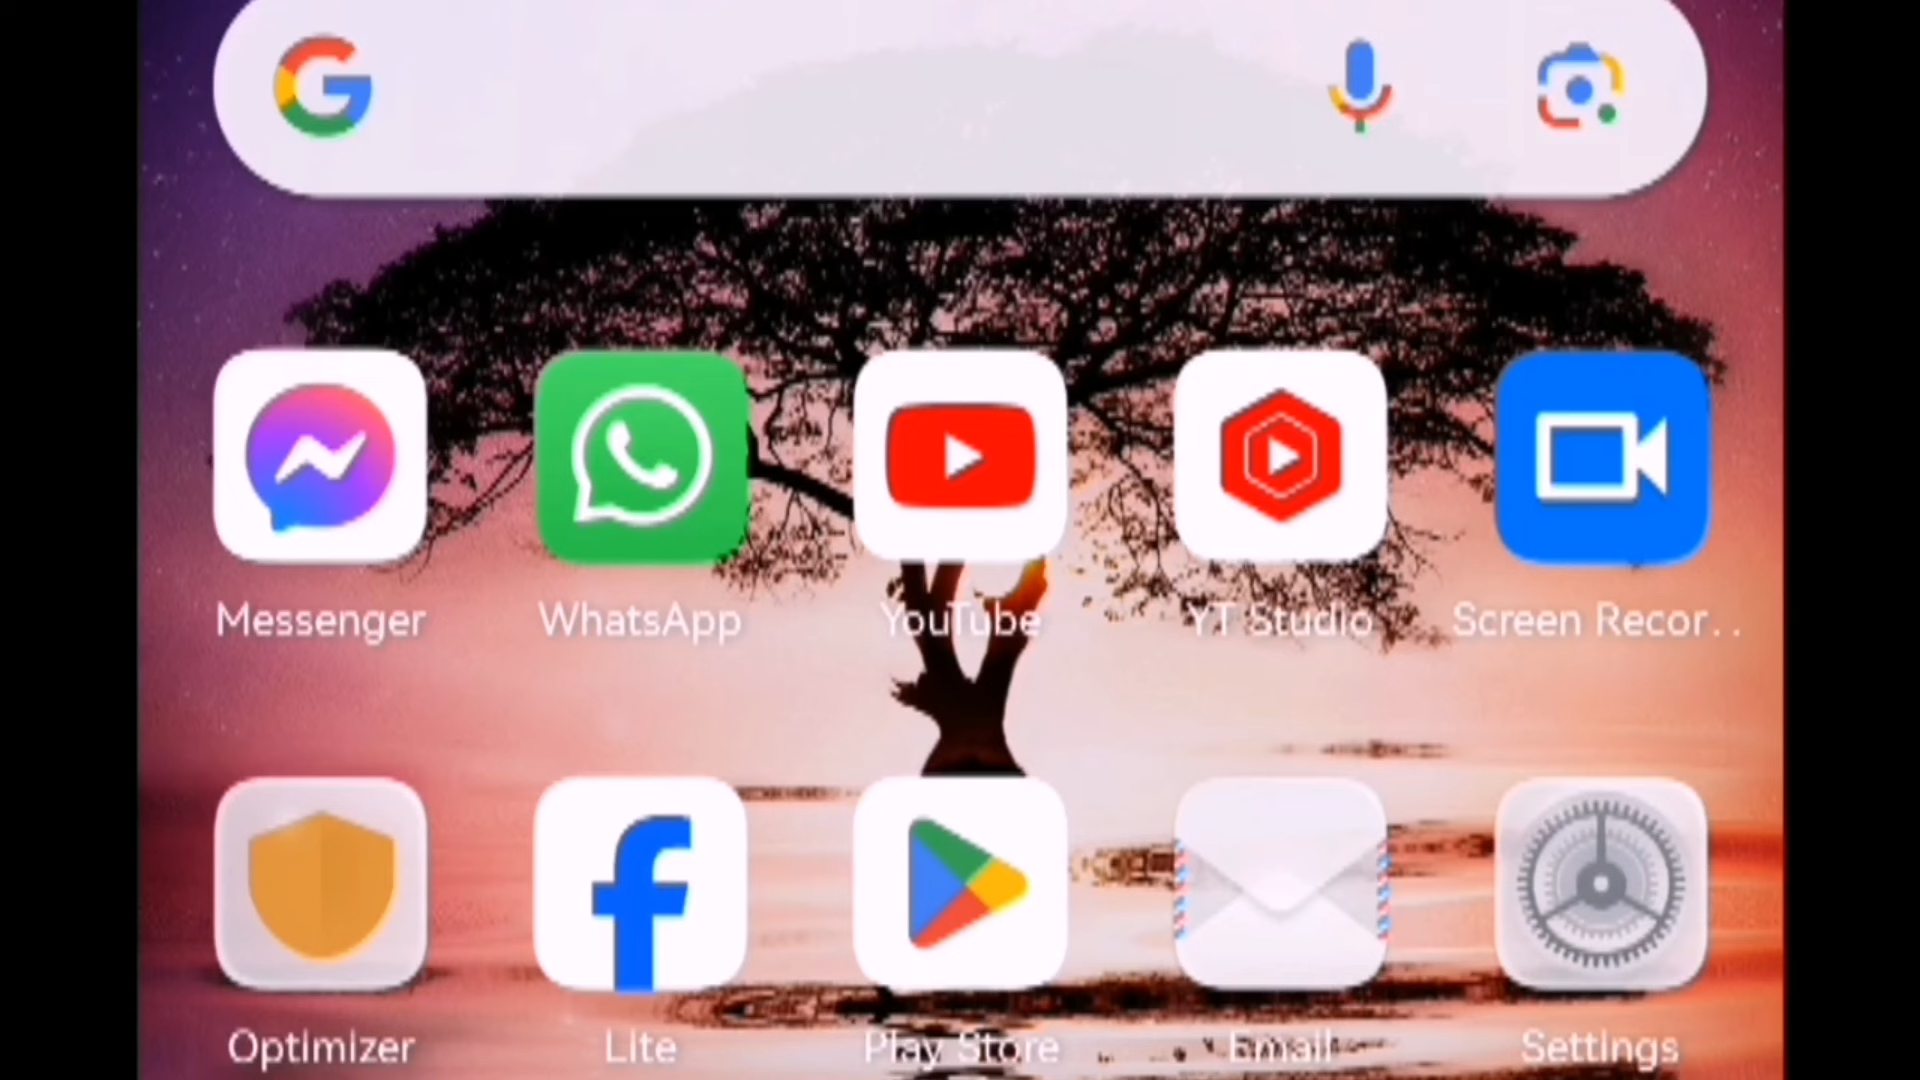 Messenger
WhatsApp
YouTube
YT Studio
Screen Recor..
Optimizer
Lite
Play Store
Email
Settings